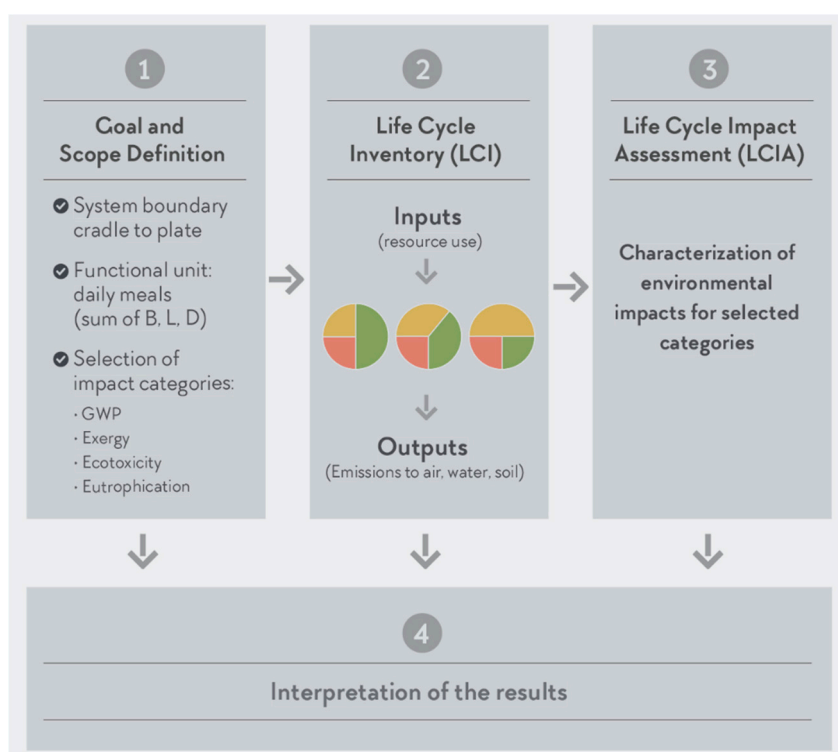 1
Goal and
Scope Definition
System boundary
cradle to plate
Functional unit:
daily meals
(sum of B, L, D)
Selection of
impact categories:
· GWP
· Exergy
· Ecotoxicity
· Eutrophication
2
Life Cycle
Inventory (LCI)
Inputs
(resource use)
Outputs
(Emissions to air, water, soil)
3
Life Cycle Impact
Assessment (LCIA)
Characterization of
environmental
impacts for selected
categories
4
Interpretation of the results